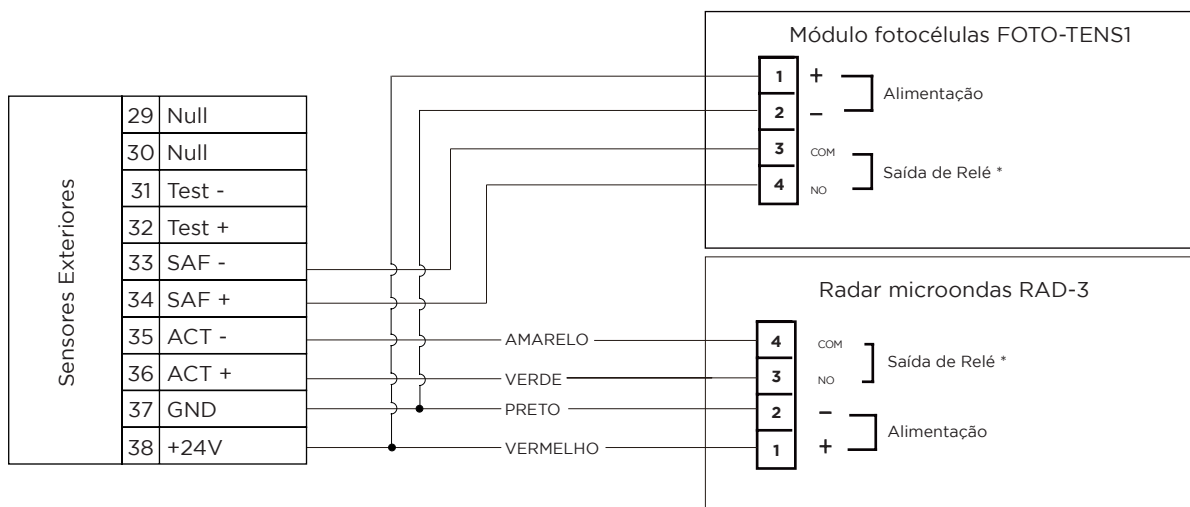 Sensores Exteriores
29 Null
30 Null
31 Test -
32 Test +
33 SAF -
34 SAF +
35 ACT -
36 ACT +
37 GND
38 +24V
AMARELO
VERDE
PRETO
VERMELHO
Módulo fotocélulas FOTO-TENS1
1 +
2 –
Alimentação
3 COM
4 NO
Saída de Relé *
Radar microondas RAD-3
4 COM
3 NO
Saída de Relé *
2 –
1 +
Alimentação